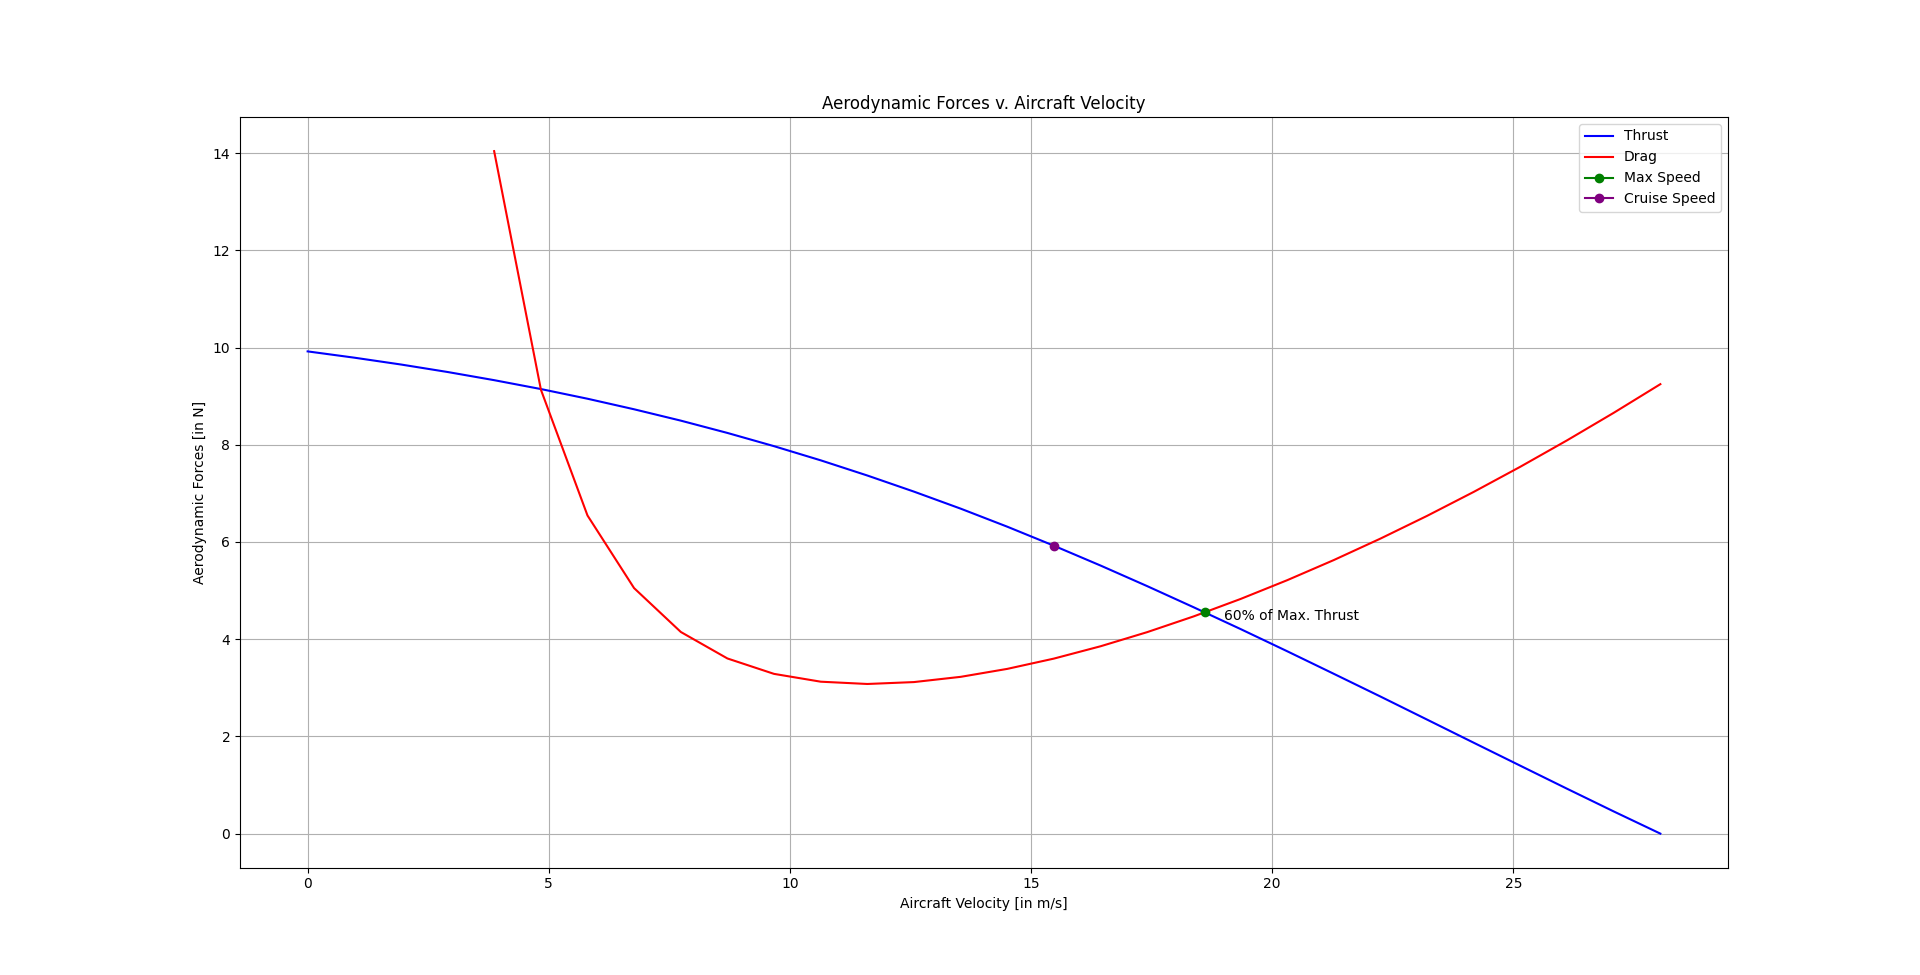 Aerodynamic Forces v. Aircraft Velocity
Thrust
Drag
Max Speed
Cruise Speed
14
12
10
8
6
4
2
0
Aerodynamic Forces [in N]
60% of Max. Thrust
0 5 10 15 20 25
Aircraft Velocity [in m/s]